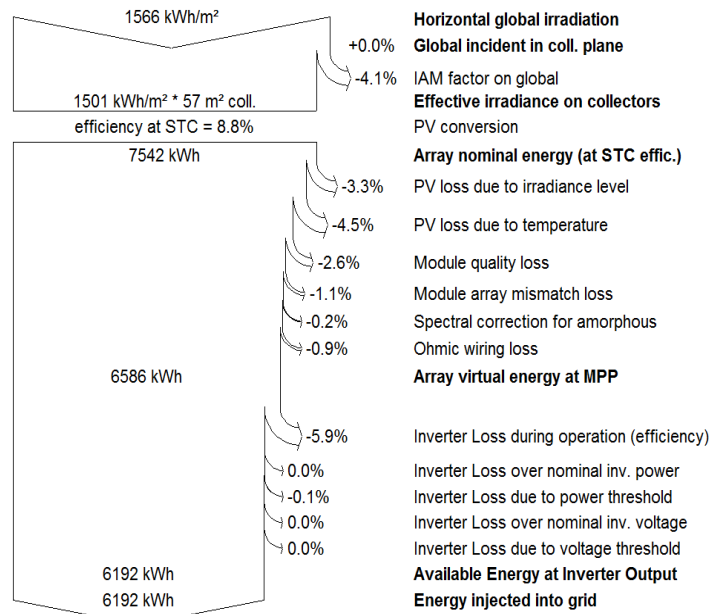 1566 kWh/m² Horizontal global irradiation
+0.0% Global incident in coll. plane
-4.1% IAM factor on global
1501 kWh/m² * 57 m² coll. Effective irradiance on collectors
efficiency at STC = 8.8% PV conversion
7542 kWh Array nominal energy (at STC effic.)
-3.3% PV loss due to irradiance level
-4.5% PV loss due to temperature
-2.6% Module quality loss
-1.1% Module array mismatch loss
-0.2% Spectral correction for amorphous
-0.9% Ohmic wiring loss
6586 kWh Array virtual energy at MPP
-5.9% Inverter Loss during operation (efficiency)
0.0% Inverter Loss over nominal inv. power
-0.1% Inverter Loss due to power threshold
0.0% Inverter Loss over nominal inv. voltage
0.0% Inverter Loss due to voltage threshold
6192 kWh Available Energy at Inverter Output
6192 kWh Energy injected into grid